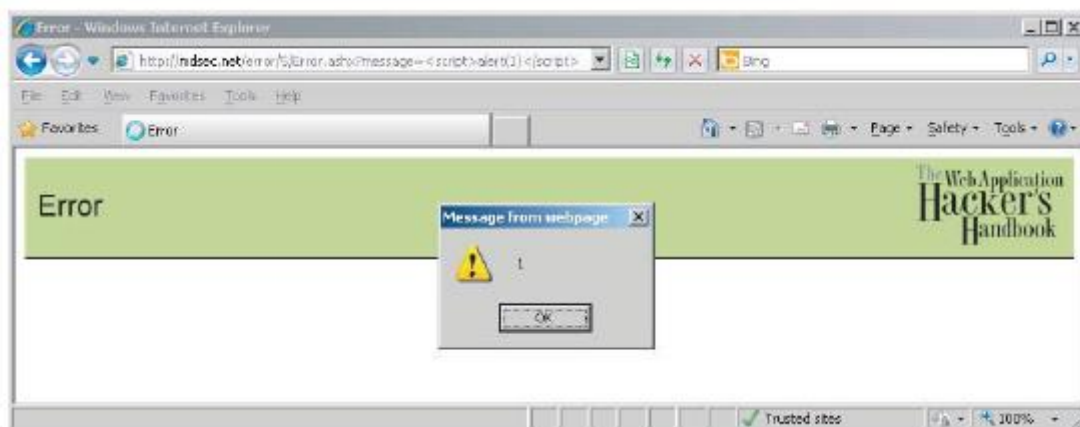 Error - Windows Internet Explorer
http://mdsec.net/error/5/Error.ashx?message=<script>alert(1)</script>
Bing
File Edit View Favorites Tools Help
Favorites
Error
Page
Safety
Tools
Error
The Web Application
Hacker's
Handbook
Message from webpage
1
OK
Trusted sites
100%